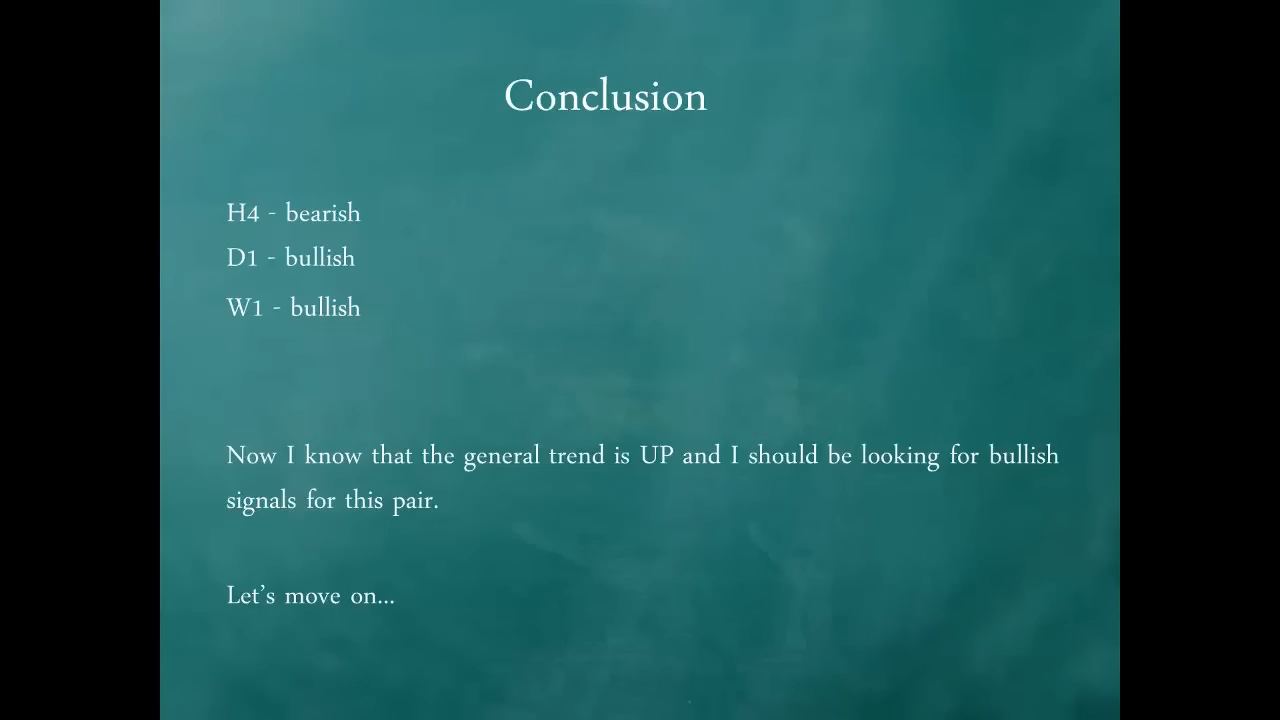 Conclusion
H4 - bearish
D1 - bullish
W1 - bullish
Now I know that the general trend is UP and I should be looking for bullish
signals for this pair.
Let’s move on...